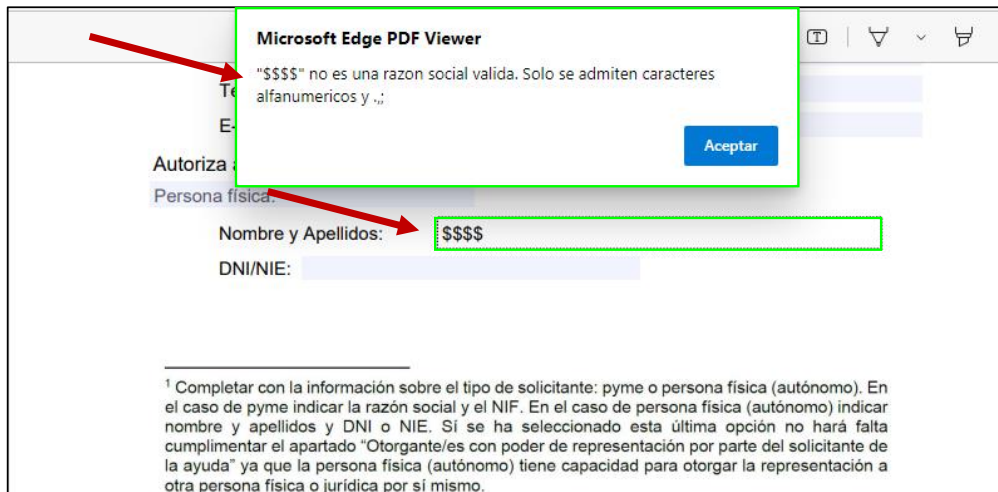 Microsoft Edge PDF Viewer
"$$$$" no es una razon social valida. Solo se admiten caracteres
alfanumericos y .,;
Aceptar
T
E-
Autoriza
Persona física:
Nombre y Apellidos: $$$$
DNI/NIE:
1 Completar con la información sobre el tipo de solicitante: pyme o persona física (autónomo). En
el caso de pyme indicar la razón social y el NIF. En el caso de persona física (autónomo) indicar
nombre y apellidos y DNI o NIE. Sí se ha seleccionado esta última opción no hará falta
cumplimentar el apartado “Otorgante/es con poder de representación por parte del solicitante de
la ayuda” ya que la persona física (autónomo) tiene capacidad para otorgar la representación a
otra persona física o jurídica por sí mismo.